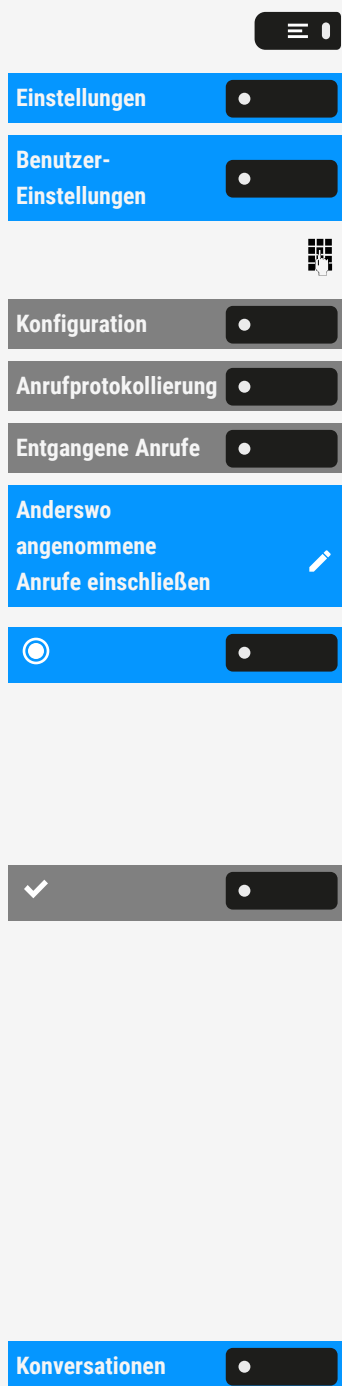 Einstellungen
Benutzer-
Einstellungen
Konfiguration
Anrufprotokollierung
Entgangene Anrufe
Anderswo
angenommene
Anrufe einschließen
Konversationen